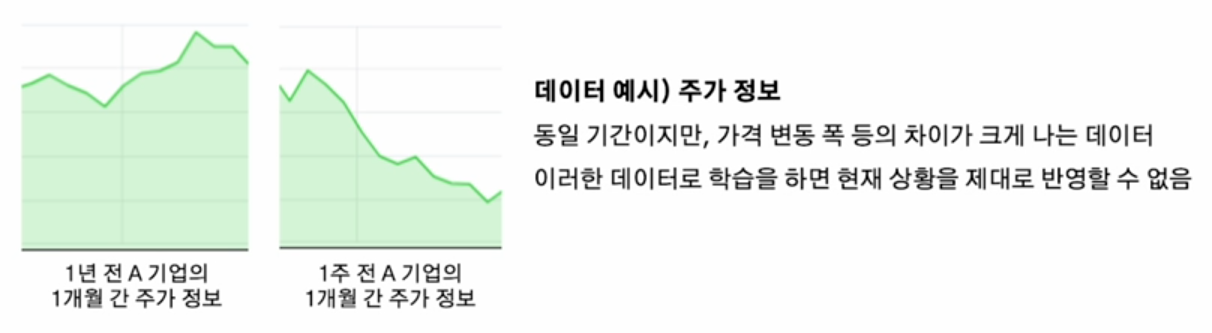 데이터 예시) 주가 정보
동일 기간이지만, 가격 변동 폭 등의 차이가 크게 나는 데이터
이러한 데이터로 학습을 하면 현재 상황을 제대로 반영할 수 없음
1년 전 A 기업의
1개월 간 주가 정보
1주 전 A 기업의
1개월 간 주가 정보